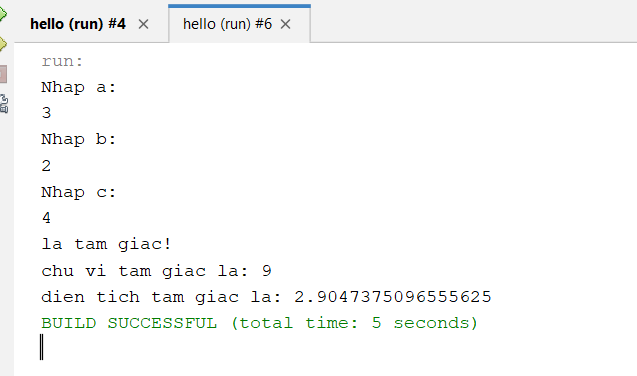 hello (run) #4 × hello (run) #6 ×
run:
Nhap a:
3
Nhap b:
2
Nhap c:
4
la tam giac!
chu vi tam giac la: 9
dien tich tam giac la: 2.9047375096555625
BUILD SUCCESSFUL (total time: 5 seconds)